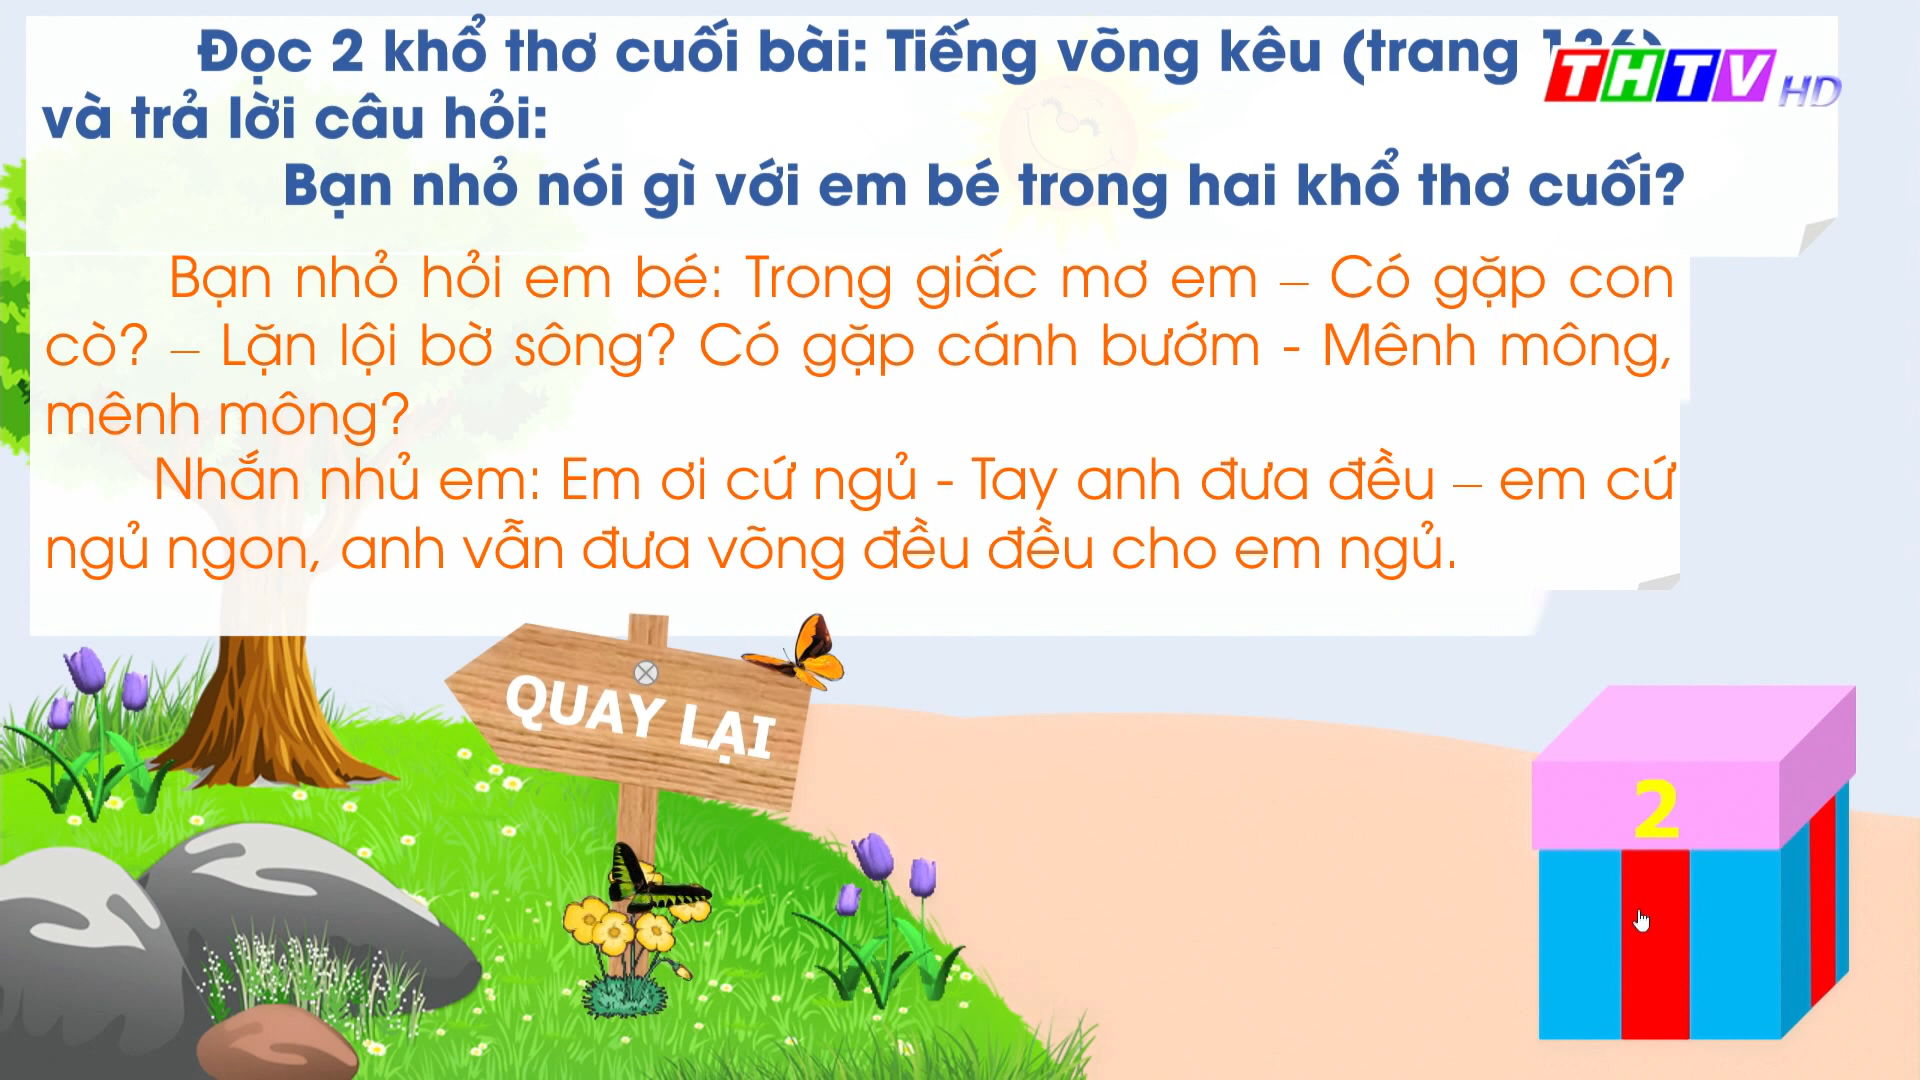 Đọc 2 khổ thơ cuối bài: Tiếng võng kêu (trang
THTV HD
và trả lời câu hỏi:
Bạn nhỏ nói gì với em bé trong hai khổ thơ cuối?
Bạn nhỏ hỏi em bé: Trong giấc mơ em – Có gặp con
cò? – Lặn lội bờ sông? Có gặp cánh bướm - Mênh mông,
mênh mông?
Nhắn nhủ em: Em ơi cứ ngủ - Tay anh đưa đều – em cứ
ngủ ngon, anh vẫn đưa võng đều đều cho em ngủ.
QUAY LẠI
2